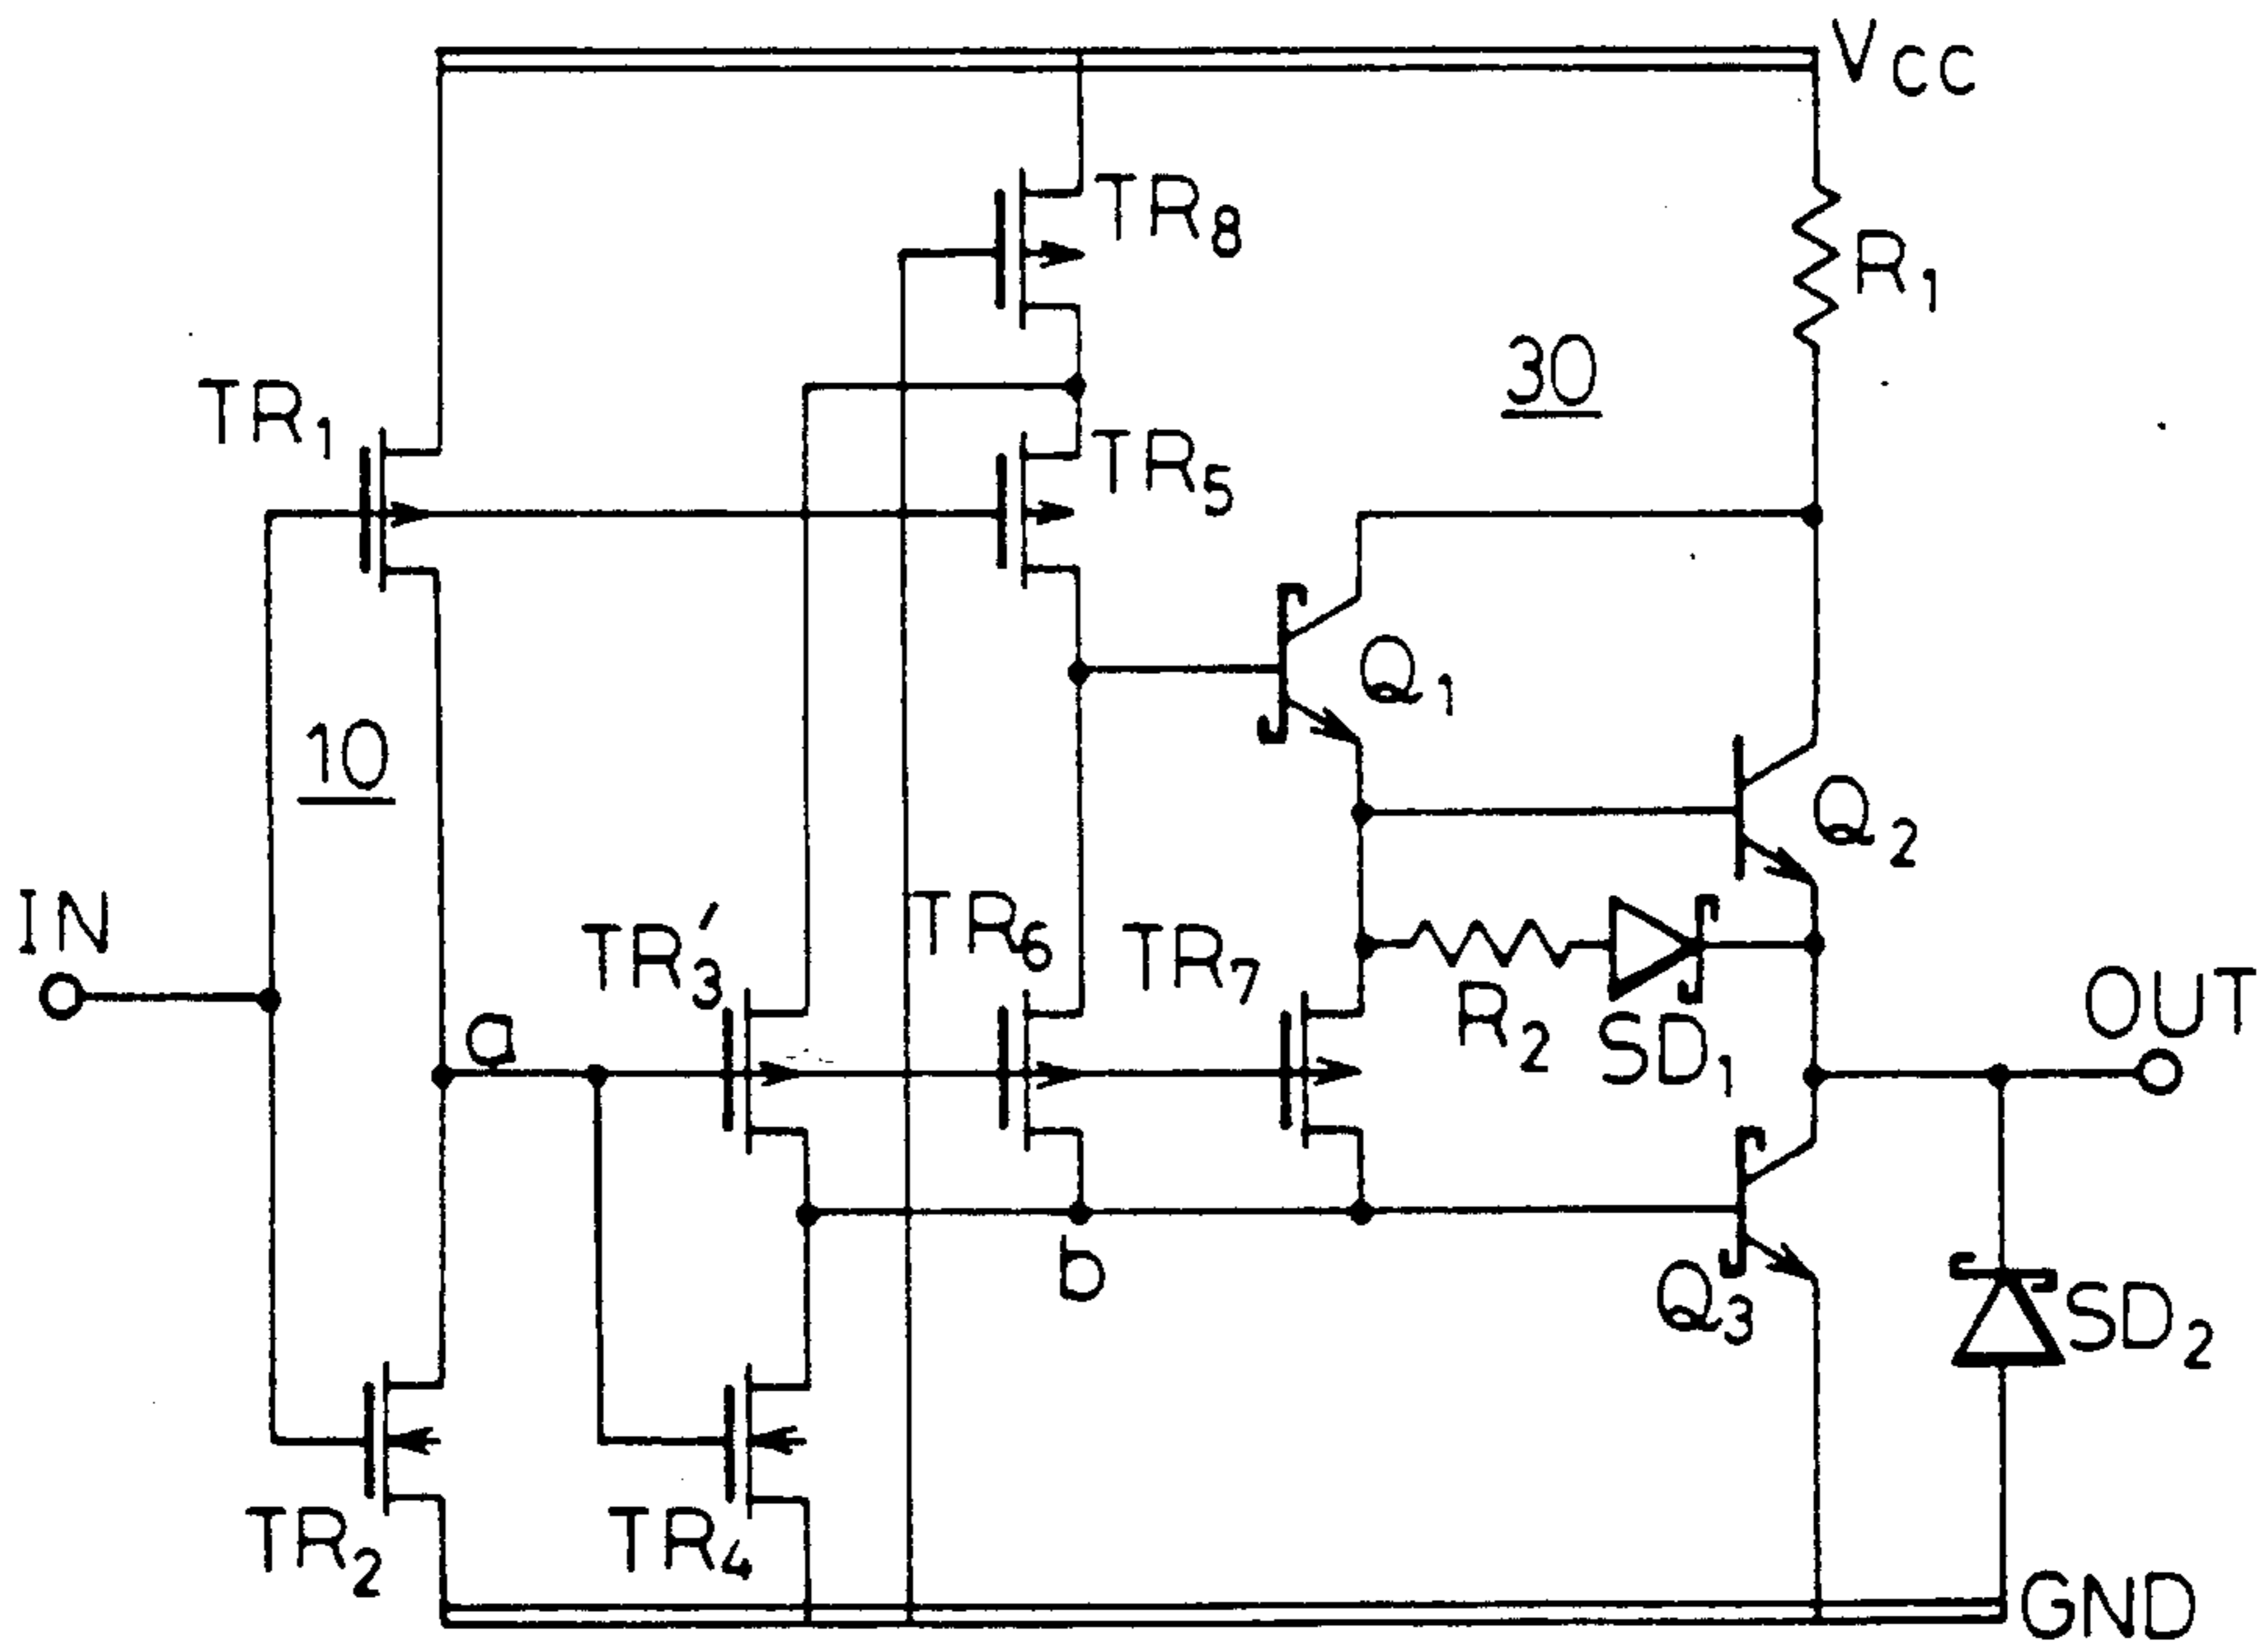 VCC
TR8
R1
30
TR1
TR5
Q1
10
Q2
IN
TR3'
TR6
TR7
a
R2
SD1
OUT
b
Q3
SD2
TR2
TR4
GND